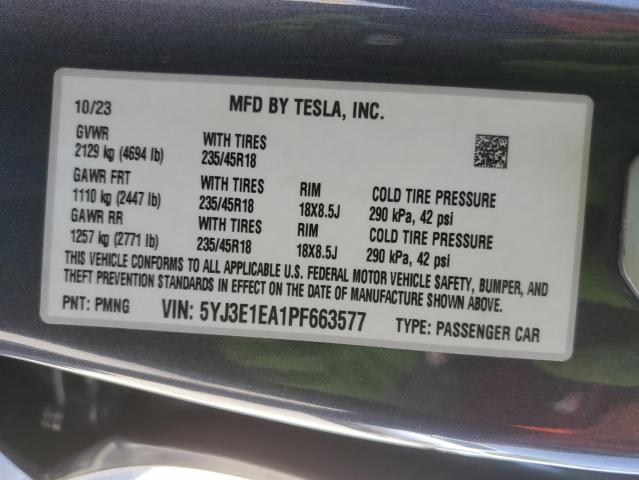 10/23 MFD BY TESLA, INC.
GVWR
2129 kg (4694 lb) WITH TIRES 235/45R18
GAWR FRT
1110 kg (2447 lb) WITH TIRES 235/45R18 RIM 18X8.5J COLD TIRE PRESSURE 290 kPa, 42 psi
GAWR RR
1257 kg (2771 lb) WITH TIRES 235/45R18 RIM 18X8.5J COLD TIRE PRESSURE 290 kPa, 42 psi
THIS VEHICLE CONFORMS TO ALL APPLICABLE U.S. FEDERAL MOTOR VEHICLE SAFETY, BUMPER, AND
THEFT PREVENTION STANDARDS IN EFFECT ON THE DATE OF MANUFACTURE SHOWN ABOVE.
PNT: PMNG VIN: 5YJ3E1EA1PF663577 TYPE: PASSENGER CAR